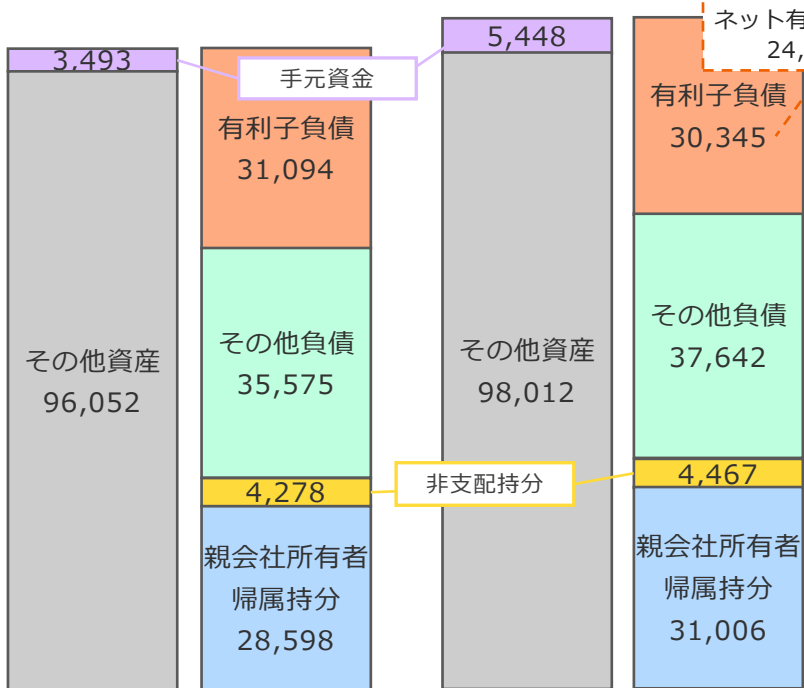 3,493
手元資金
その他資産
96,052
有利子負債
31,094
その他負債
35,575
4,278
非支配持分
親会社所有者
帰属持分
28,598
5,448
その他資産
98,012
ネット有
24,
有利子負債
30,345
その他負債
37,642
4,467
親会社所有者
帰属持分
31,006